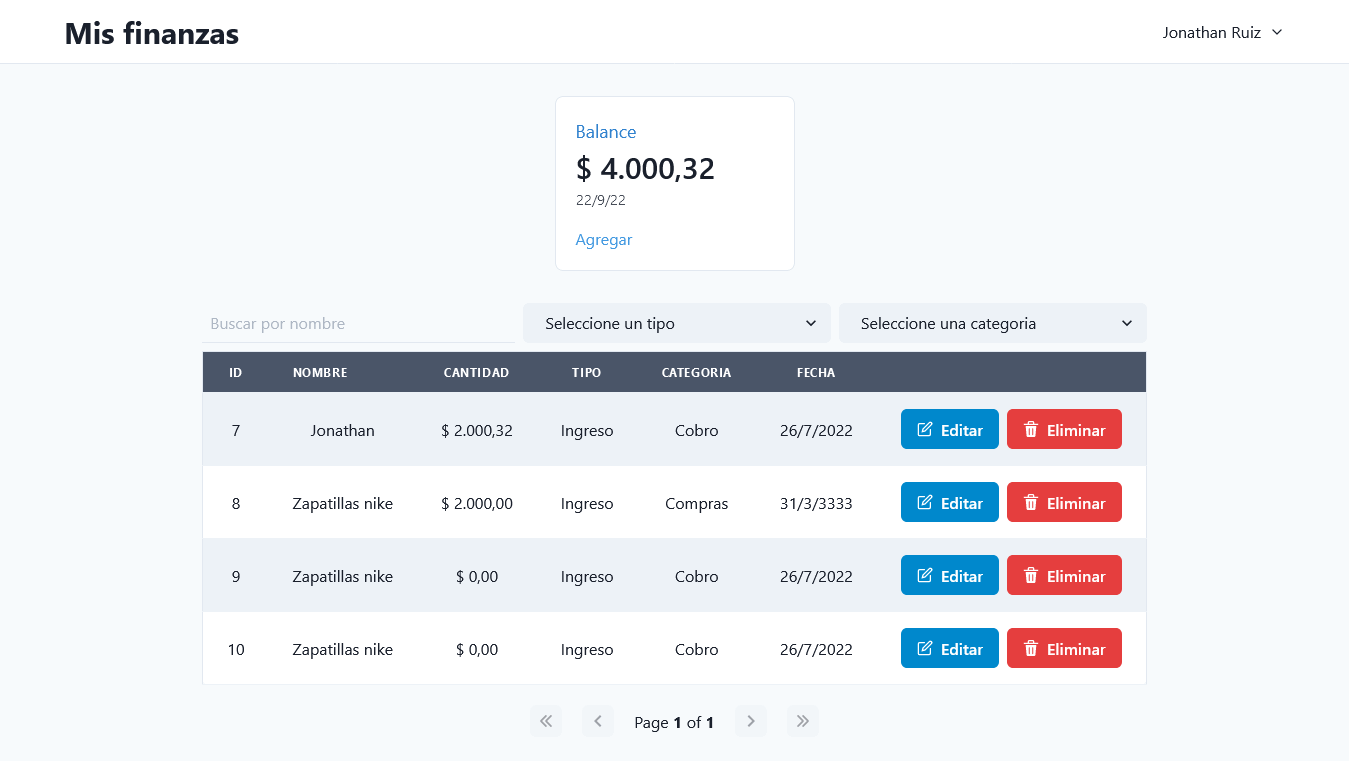 Mis finanzas
Jonathan Ruiz
Balance
$ 4.000,32
22/9/22
Agregar
Buscar por nombre Seleccione un tipo Seleccione una categoria
ID NOMBRE CANTIDAD TIPO CATEGORIA FECHA
7 Jonathan $ 2.000,32 Ingreso Cobro 26/7/2022 Editar Eliminar
8 Zapatillas nike $ 2.000,00 Ingreso Compras 31/3/3333 Editar Eliminar
9 Zapatillas nike $ 0,00 Ingreso Cobro 26/7/2022 Editar Eliminar
10 Zapatillas nike $ 0,00 Ingreso Cobro 26/7/2022 Editar Eliminar
Page 1 of 1